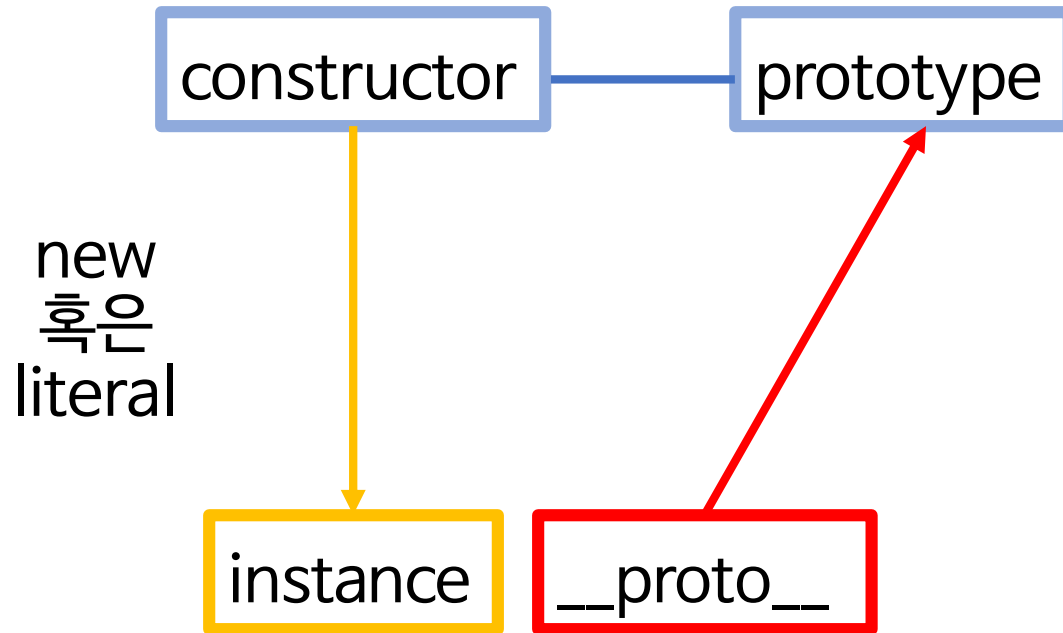 constructor
prototype
new
혹은
literal
instance
__proto__